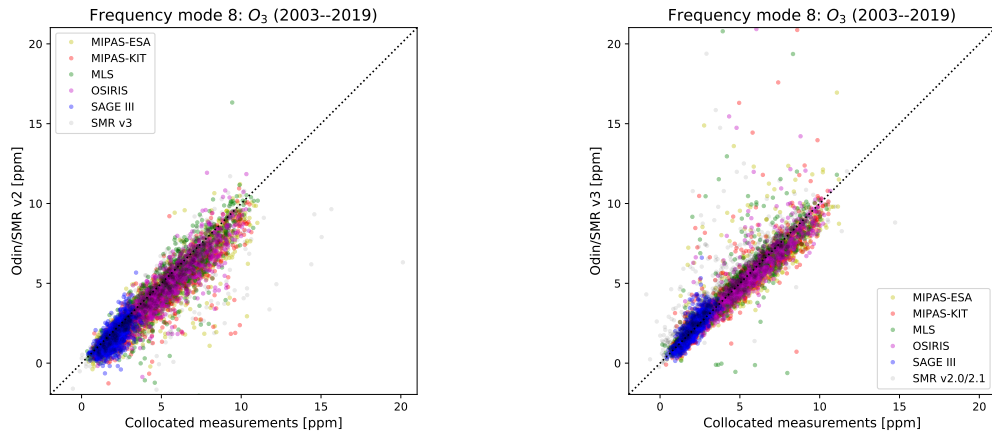 Frequency mode 8: O3 (2003--2019)
Odin/SMR v2 [ppm]
20
15
10
5
0
MIPAS-ESA
MIPAS-KIT
MLS
OSIRIS
SAGE III
SMR v3
0 5 10 15 20
Collocated measurements [ppm]
Frequency mode 8: O3 (2003--2019)
Odin/SMR v3 [ppm]
20
15
10
5
0
MIPAS-ESA
MIPAS-KIT
MLS
OSIRIS
SAGE III
SMR v2.0/2.1
0 5 10 15 20
Collocated measurements [ppm]